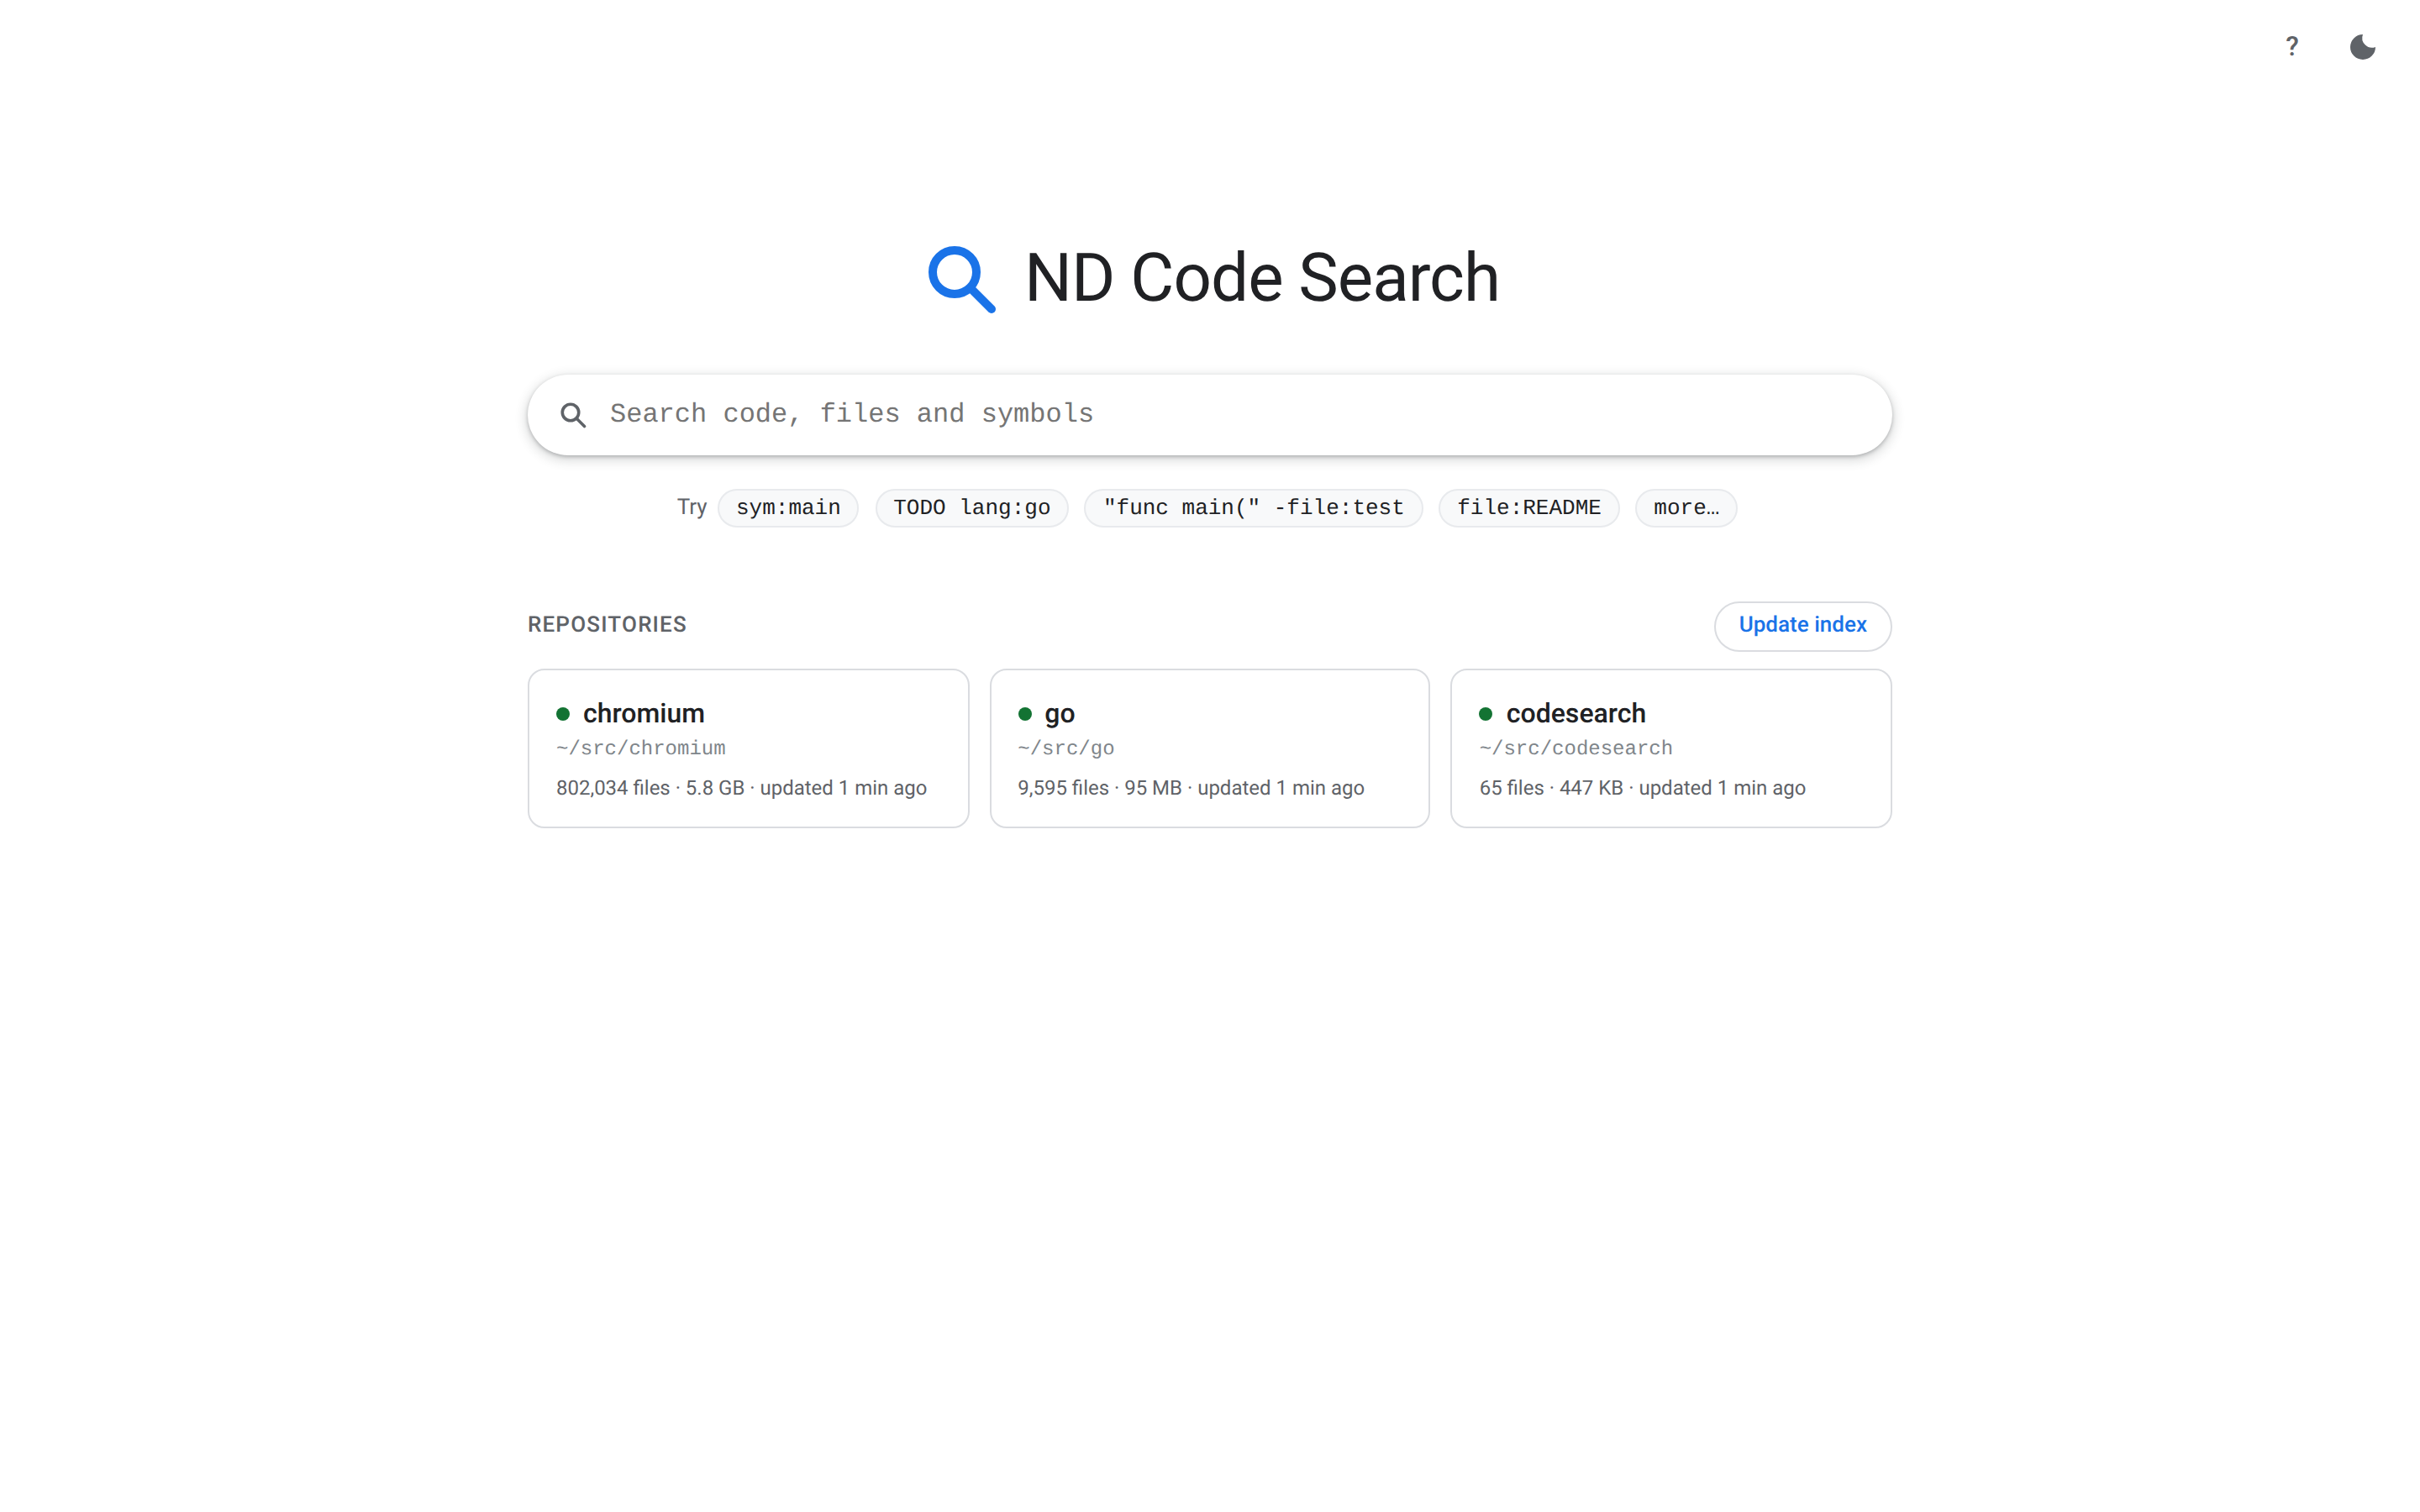 ?
ND Code Search
Search code, files and symbols
Try sym:main TODO lang:go "func main(" -file:test file:README more…
REPOSITORIES Update index
chromium
~/src/chromium
802,034 files · 5.8 GB · updated 1 min ago
go
~/src/go
9,595 files · 95 MB · updated 1 min ago
codesearch
~/src/codesearch
65 files · 447 KB · updated 1 min ago